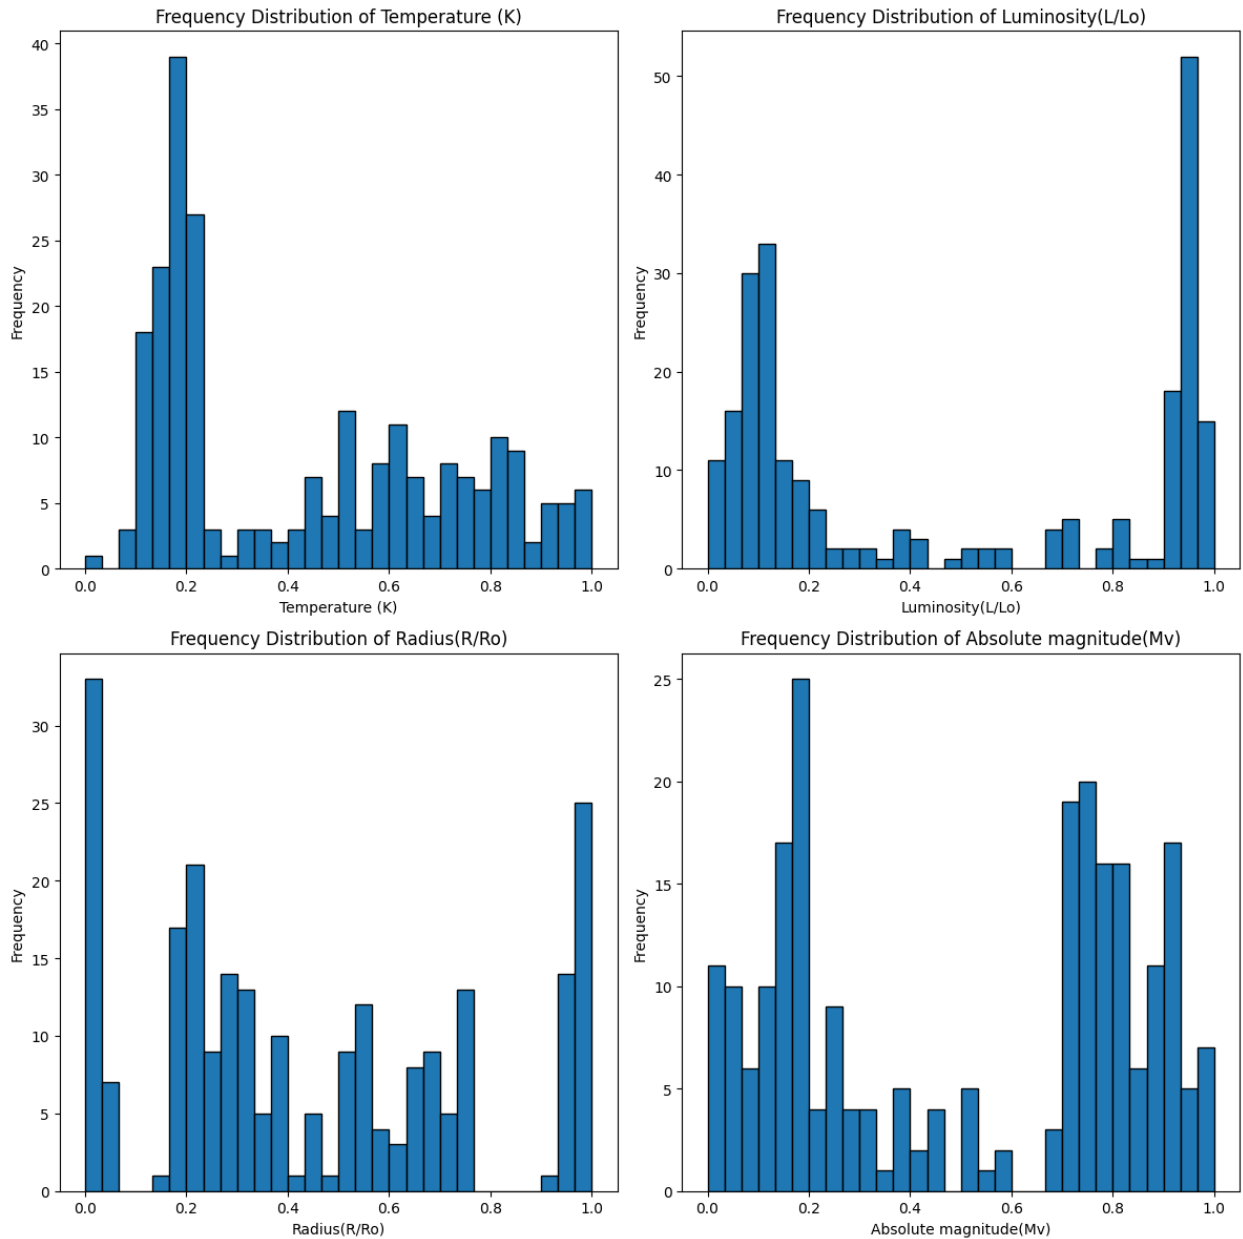 Frequency Distribution of Temperature (K)
40
35
30
25
20
15
10
5
0
Frequency
0.0 0.2 0.4 0.6 0.8 1.0
Temperature (K)
Frequency Distribution of Luminosity(L/Lo)
50
40
30
20
10
0
Frequency
0.0 0.2 0.4 0.6 0.8 1.0
Luminosity(L/Lo)
Frequency Distribution of Radius(R/Ro)
30
25
20
15
10
5
0
Frequency
0.0 0.2 0.4 0.6 0.8 1.0
Radius(R/Ro)
Frequency Distribution of Absolute magnitude(Mv)
25
20
15
10
5
0
Frequency
0.0 0.2 0.4 0.6 0.8 1.0
Absolute magnitude(Mv)